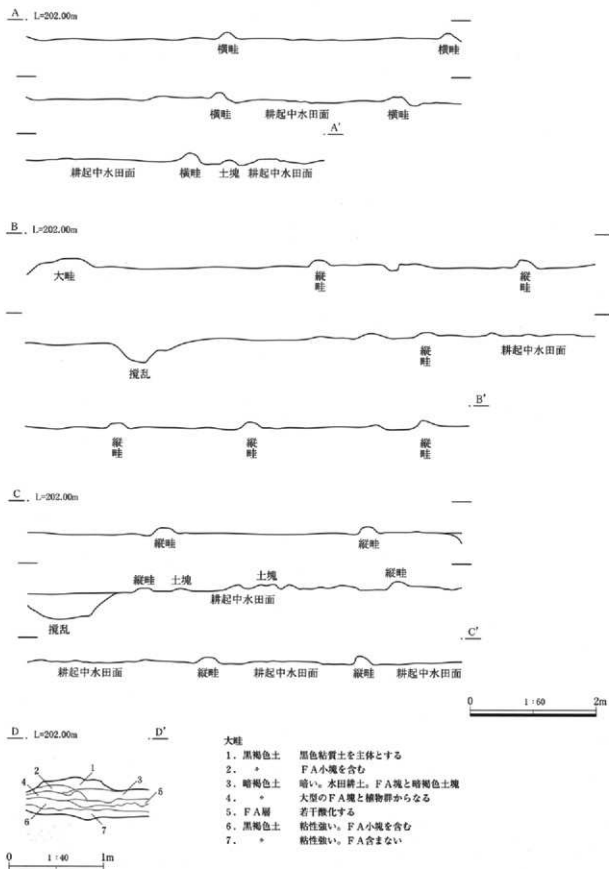 A L=202.00m
横畦 横畦
横畦 耕起中水田面 横畦
A'
耕起中水田面 横畦 土塊 耕起中水田面
B L=202.00m
大畦 縦畦 縦畦
攪乱 縦畦 耕起中水田面
B'
縦畦 縦畦 縦畦
C L=202.00m
縦畦 縦畦
縦畦 土塊 土塊 縦畦
耕起中水田面
攪乱
C'
耕起中水田面 縦畦 耕起中水田面 縦畦 耕起中水田面
0 1:60 2m
D L=202.00m D'
1
2 3
4 5
6 7
0 1:40 1m
大畦
1. 黒褐色土 黒色粘質土を主体とする
2. 〃 FA小塊を含む
3. 暗褐色土 暗い。水田耕土。FA塊と暗褐色土塊
4. 〃 大型のFA塊と植物群からなる
5. FA層 若干酸化する
6. 黒褐色土 粘性強い。FA小塊を含む
7. 〃 粘性強い。FA含まない